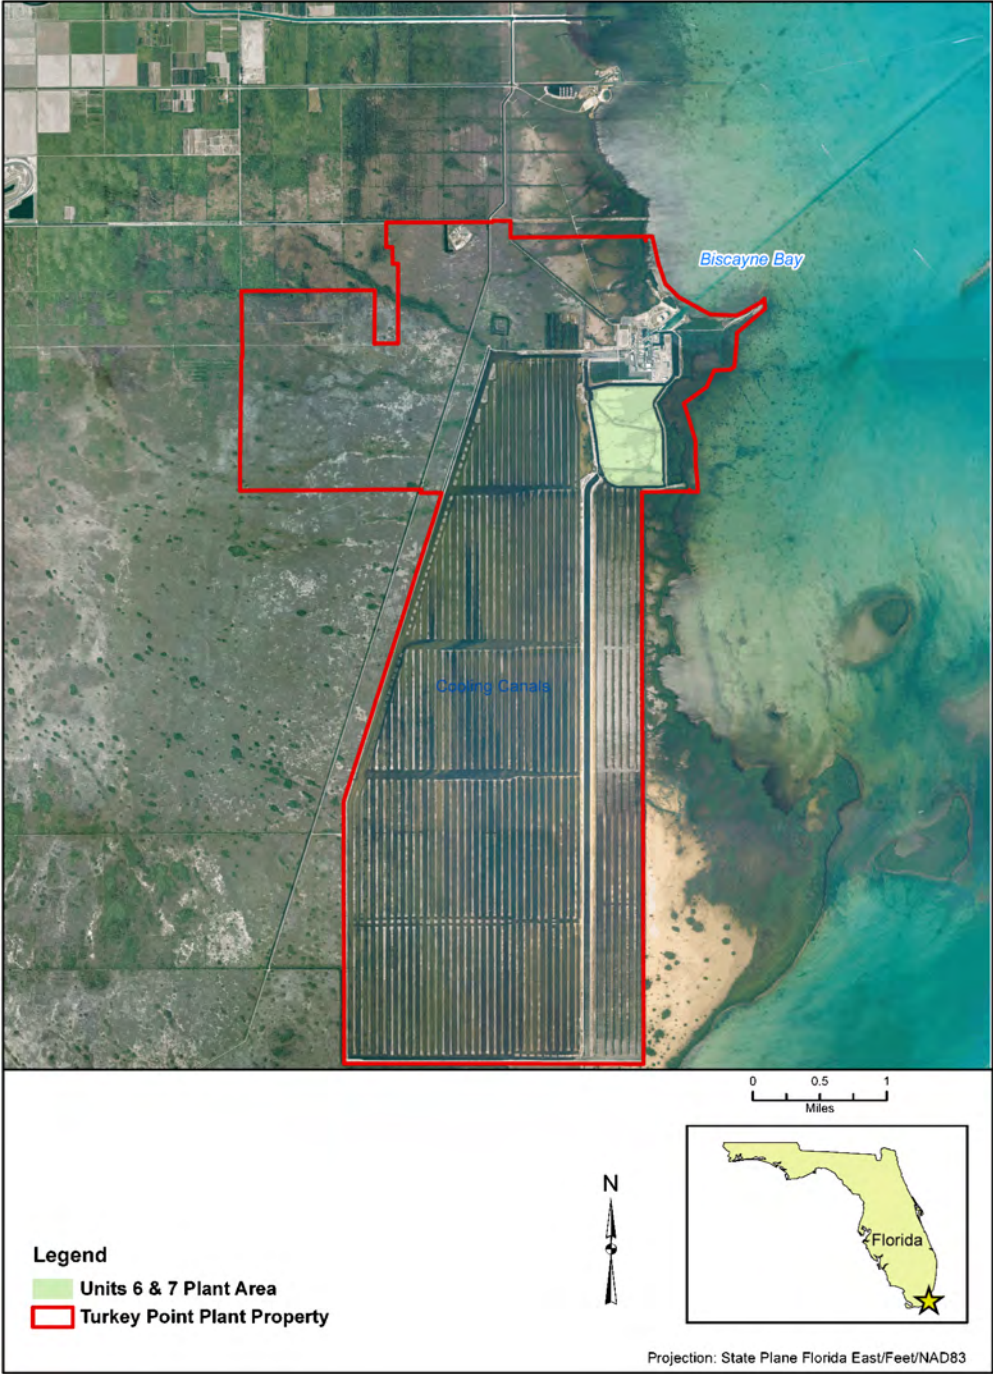 Biscayne Bay
Cooling Canals
0 0.5 1
Miles
N
Florida
Legend
Units 6 & 7 Plant Area
Turkey Point Plant Property
Projection: State Plane Florida East/Feet/NAD83